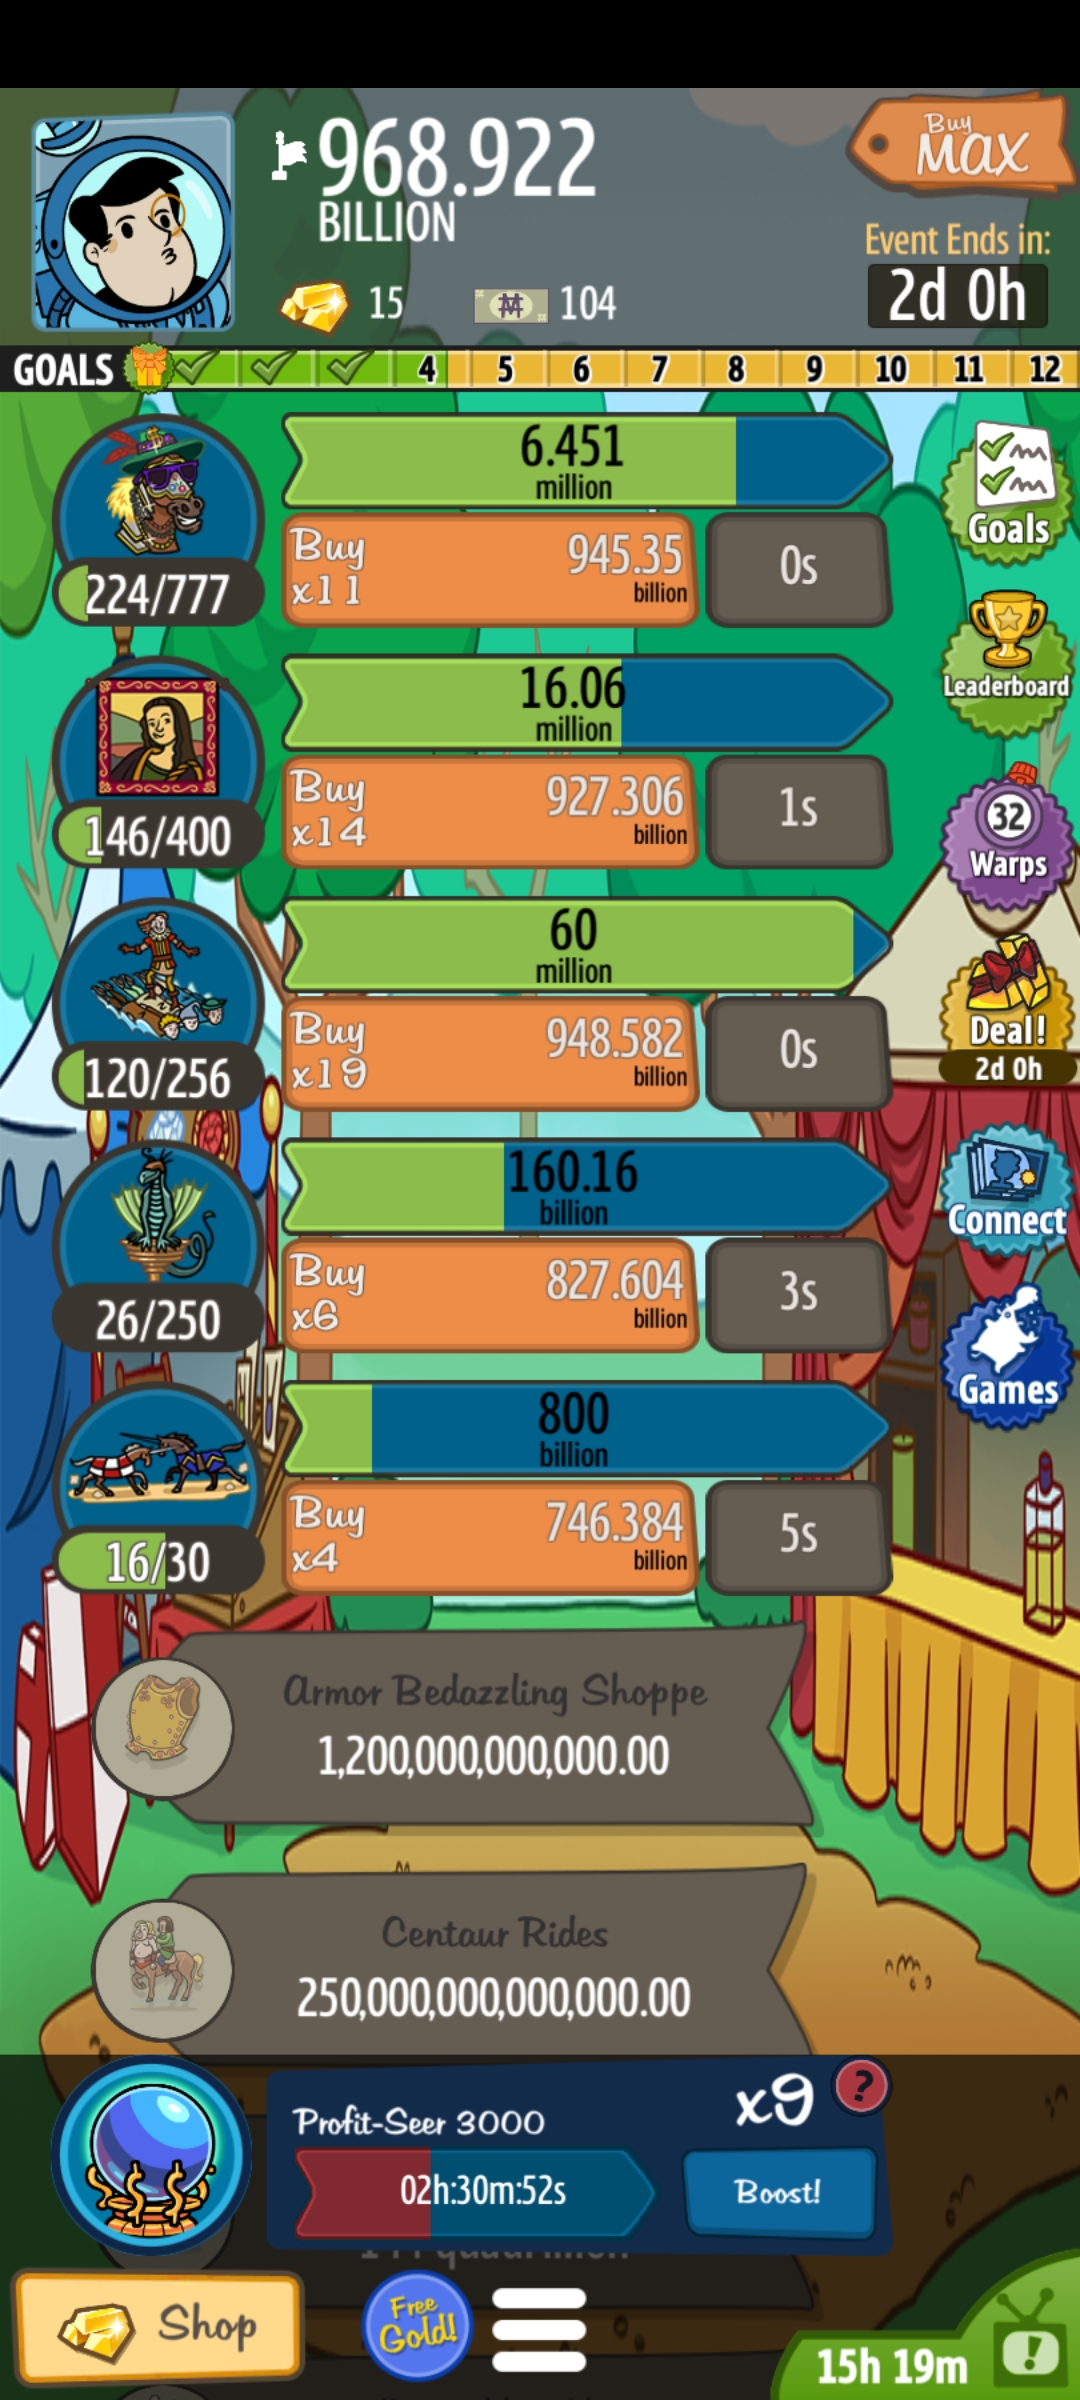 968.922
BILLION
Buy
MAX
15
104
Event Ends in:
2d 0h
GOALS 4 5 6 7 8 9 10 11 12
6.451
million
Buy
x11
945.35
billion
0s
224/777
Goals
Leaderboard
16.06
million
Buy
x14
927.306
billion
1s
146/400
32
Warps
60
million
Buy
x19
948.582
billion
0s
120/256
Deal!
2d 0h
160.16
billion
Buy
x6
827.604
billion
3s
26/250
Connect
800
billion
Buy
x4
746.384
billion
5s
16/30
Games
Armor Bedazzling Shoppe
1,200,000,000,000.00
Centaur Rides
250,000,000,000,000.00
Profit-Seer 3000
x9
?
02h:30m:52s
Boost!
Shop
Free
Gold!
15h 19m
!